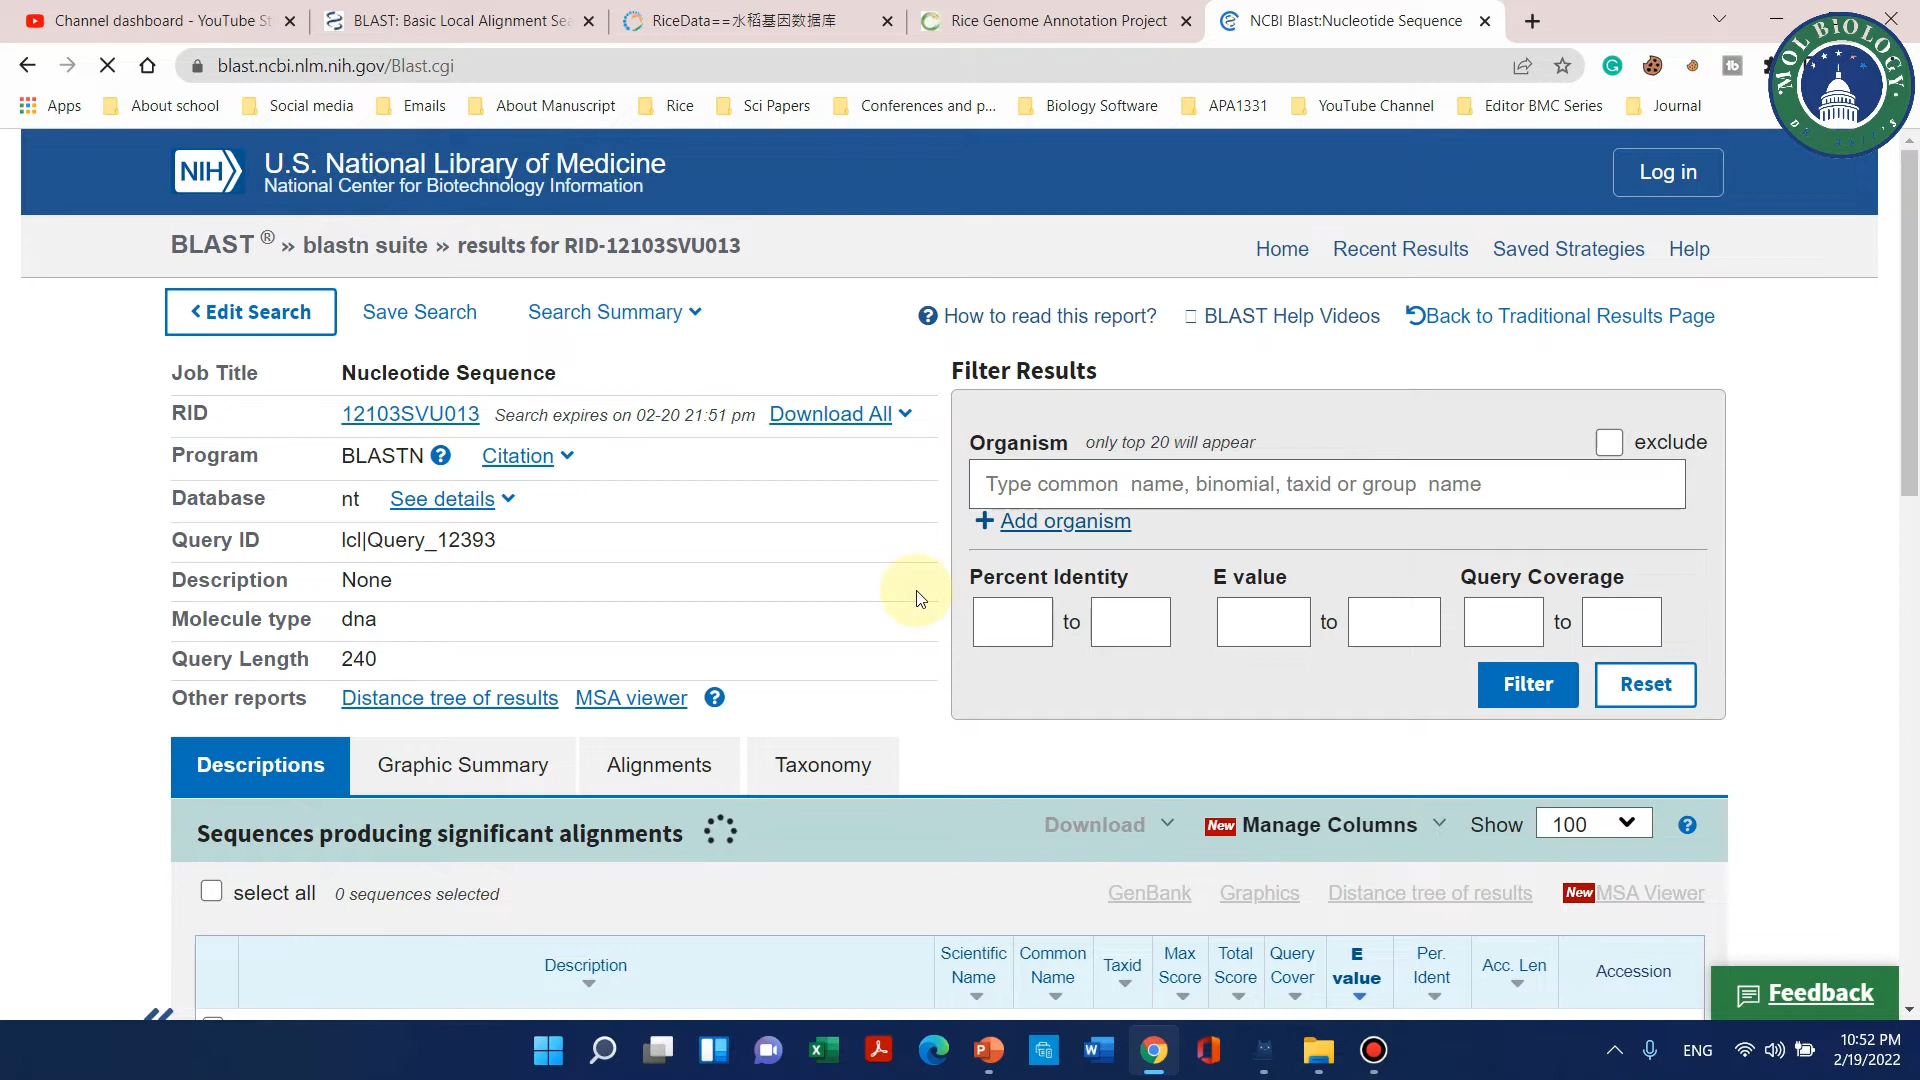 Channel dashboard - YouTube St
BLAST: Basic Local Alignment Sea
RiceData==水稻基因数据库
Rice Genome Annotation Project
NCBI Blast:Nucleotide Sequence
blast.ncbi.nlm.nih.gov/Blast.cgi
Apps
About school
Social media
Emails
About Manuscript
Rice
Sci Papers
Conferences and p...
Biology Software
APA1331
YouTube Channel
Editor BMC Series
Journal
MOL BIOLOGY
NIH
U.S. National Library of Medicine
National Center for Biotechnology Information
Log in
BLAST ® » blastn suite » results for RID-12103SVU013
Home
Recent Results
Saved Strategies
Help
Edit Search
Save Search
Search Summary
How to read this report?
BLAST Help Videos
Back to Traditional Results Page
Job Title Nucleotide Sequence
RID 12103SVU013 Search expires on 02-20 21:51 pm Download All
Program BLASTN Citation
Database nt See details
Query ID lcl|Query_12393
Description None
Molecule type dna
Query Length 240
Other reports Distance tree of results MSA viewer
Filter Results
Organism only top 20 will appear exclude
Type common name, binomial, taxid or group name
Add organism
Percent Identity E value Query Coverage
to to to
Filter Reset
Descriptions
Graphic Summary
Alignments
Taxonomy
Sequences producing significant alignments
Download
New Manage Columns
Show 100
select all 0 sequences selected
GenBank
Graphics
Distance tree of results
New MSA Viewer
Description
Scientific Name
Common Name
Taxid
Max Score
Total Score
Query Cover
E value
Per. Ident
Acc. Len
Accession
Feedback
ENG
10:52 PM
2/19/2022